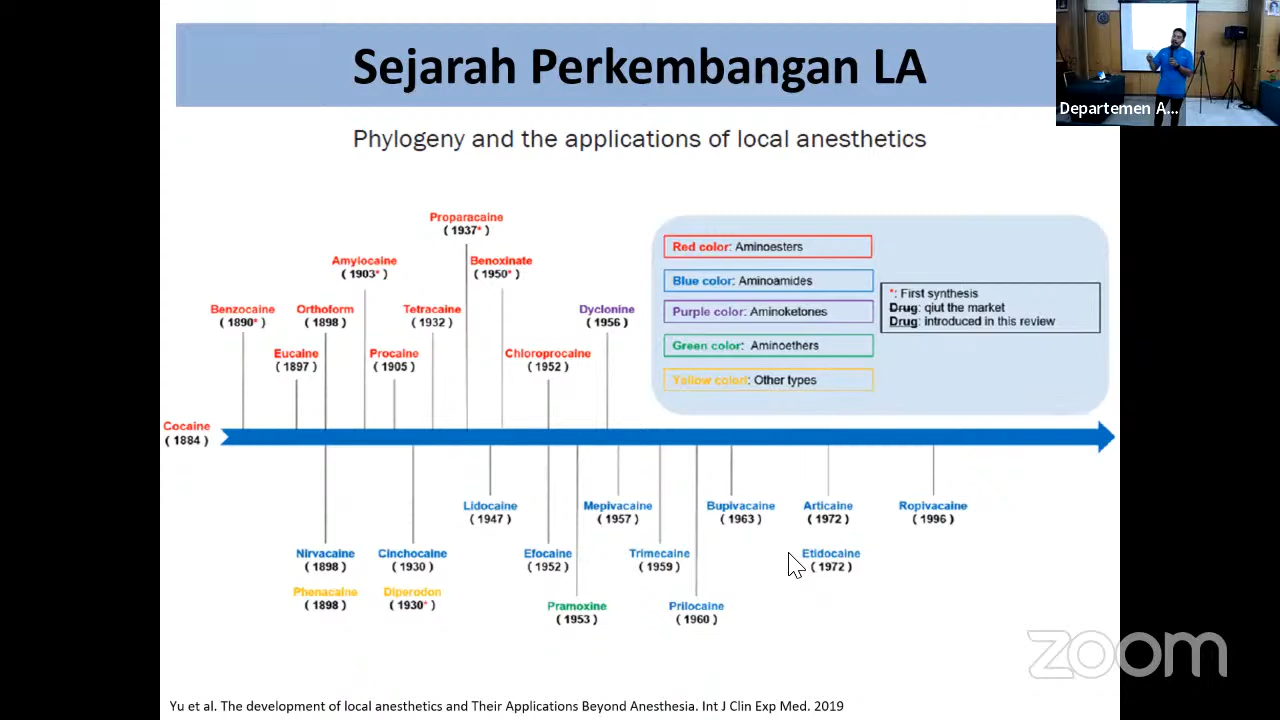 Sejarah Perkembangan LA
Departemen A...
Phylogeny and the applications of local anesthetics
Proparacaine
( 1937* )
Amylocaine
( 1903* )
Benoxinate
( 1950* )
Benzocaine
( 1890* )
Orthoform
( 1898 )
Tetracaine
( 1932 )
Dyclonine
( 1956 )
Eucaine
( 1897 )
Procaine
( 1905 )
Chloroprocaine
( 1952 )
Red color: Aminoesters
Blue color: Aminoamides
Purple color: Aminoketones
Green color: Aminoethers
Yellow colorl: Other types
*: First synthesis
Drug: qiut the market
Drug: introduced in this review
Cocaine
( 1884 )
Lidocaine
( 1947 )
Mepivacaine
( 1957 )
Bupivacaine
( 1963 )
Articaine
( 1972 )
Ropivacaine
( 1996 )
Nirvacaine
( 1898 )
Cinchocaine
( 1930 )
Efocaine
( 1952 )
Trimecaine
( 1959 )
Etidocaine
( 1972 )
Phenacaine
( 1898 )
Diperodon
( 1930* )
Pramoxine
( 1953 )
Prilocaine
( 1960 )
zoom
Yu et al. The development of local anesthetics and Their Applications Beyond Anesthesia. Int J Clin Exp Med. 2019